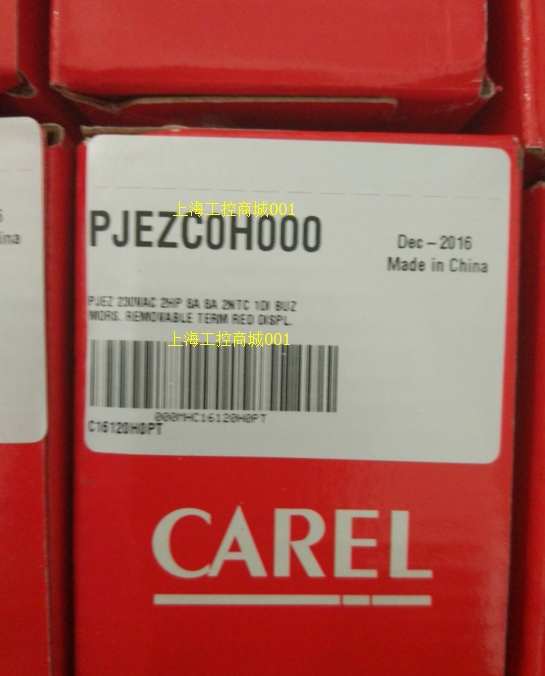 上海工控商城001
PJEZC0H000
Dec-2016
Made in China
PJEZ 230VAC 2HP 8A 8A 2NTC 1DI BUZ
MORS. REMOVABLE TERM RED DISPL.
上海工控商城001
000MHC16120H0PT
C16120H0PT
ina
CAREL